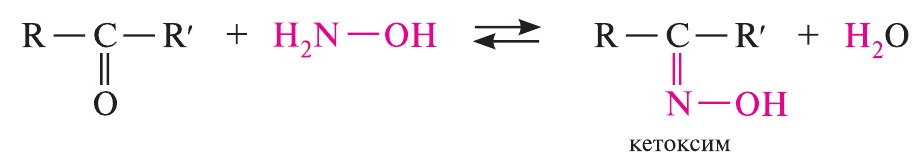 R — C — R′ + H₂N — OH ⇄ R — C — R′ + H₂O
‖ ‖
O N — OH
кетоксим